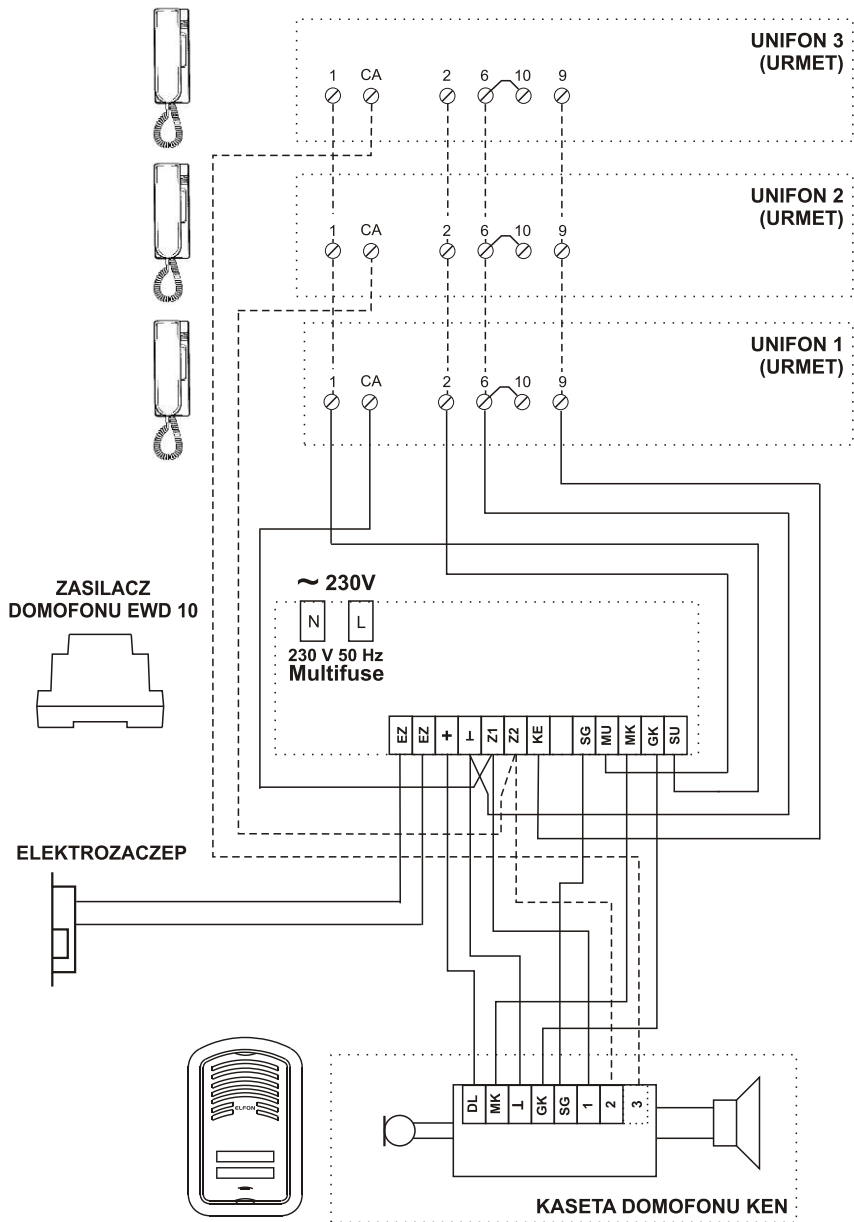 UNIFON 3
(URMET)
1 CA 2 6 10 9
UNIFON 2
(URMET)
1 CA 2 6 10 9
UNIFON 1
(URMET)
1 CA 2 6 10 9
~ 230V
ZASILACZ
DOMOFONU EWD 10
N L
230 V 50 Hz
Multifuse
EZ EZ + ⊥ Z1 Z2 KE SG MU MK GK SU
ELEKTROZACZEP
DL MK ⊥ GK SG 1 2 3
ELFON
KASETA DOMOFONU KEN